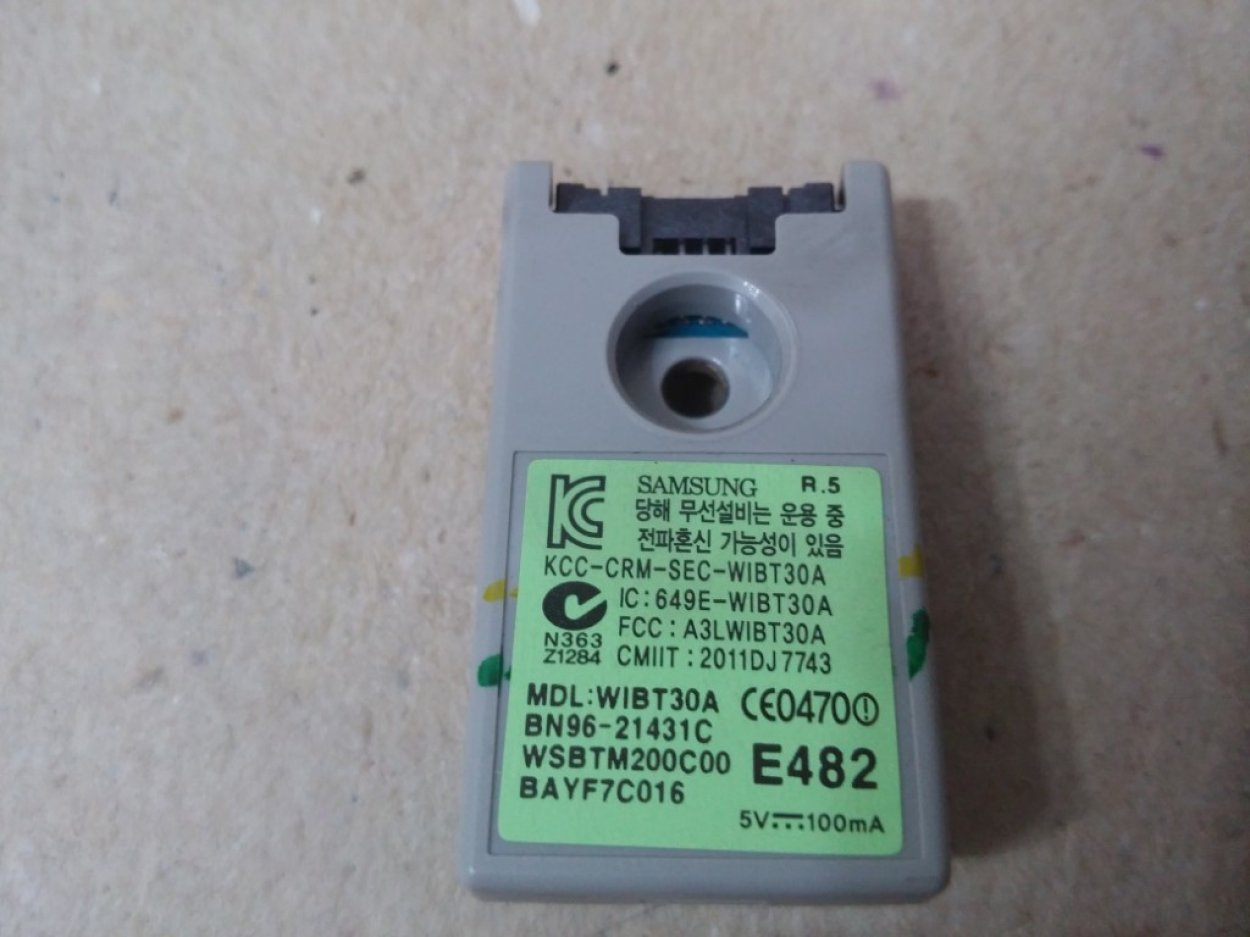 KC SAMSUNG R.5
당해 무선설비는 운용 중
전파혼신 가능성이 있음
KCC-CRM-SEC-WIBT30A
IC:649E-WIBT30A
FCC : A3LWIBT30A
N363
Z1284
CMIIT : 2011DJ7743
MDL:WIBT30A CE0470
BN96-21431C
WSBTM200C00 E482
BAYF7C016
5V 100mA